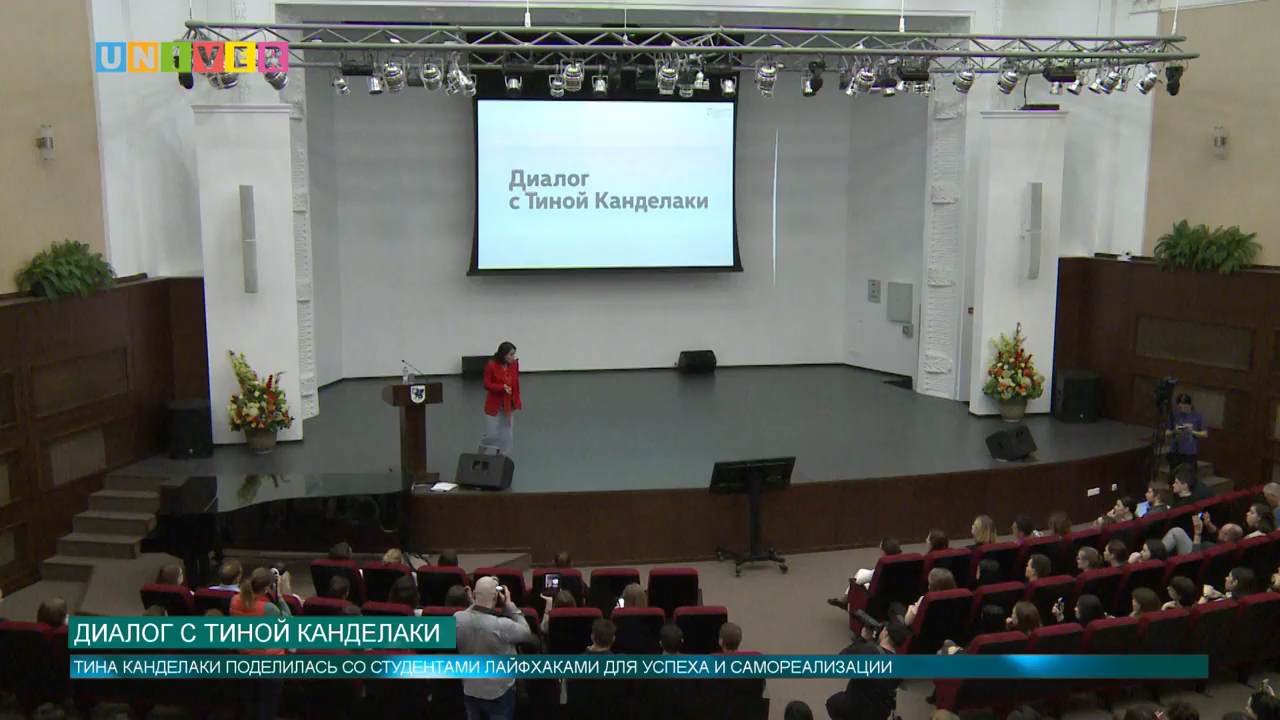 UNIVER
Диалог
с Тиной Канделаки
ДИАЛОГ С ТИНОЙ КАНДЕЛАКИ
ТИНА КАНДЕЛАКИ ПОДЕЛИЛАСЬ СО СТУДЕНТАМИ ЛАЙФХАКАМИ ДЛЯ УСПЕХА И САМОРЕАЛИЗАЦИИ